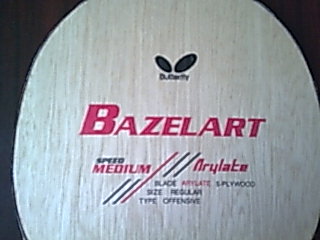 Butterfly
BAZELART
SPEED
MEDIUM Arylate
BLADE ARYLATE 5-PLYWOOD
SIZE REGULAR
TYPE OFFENSIVE